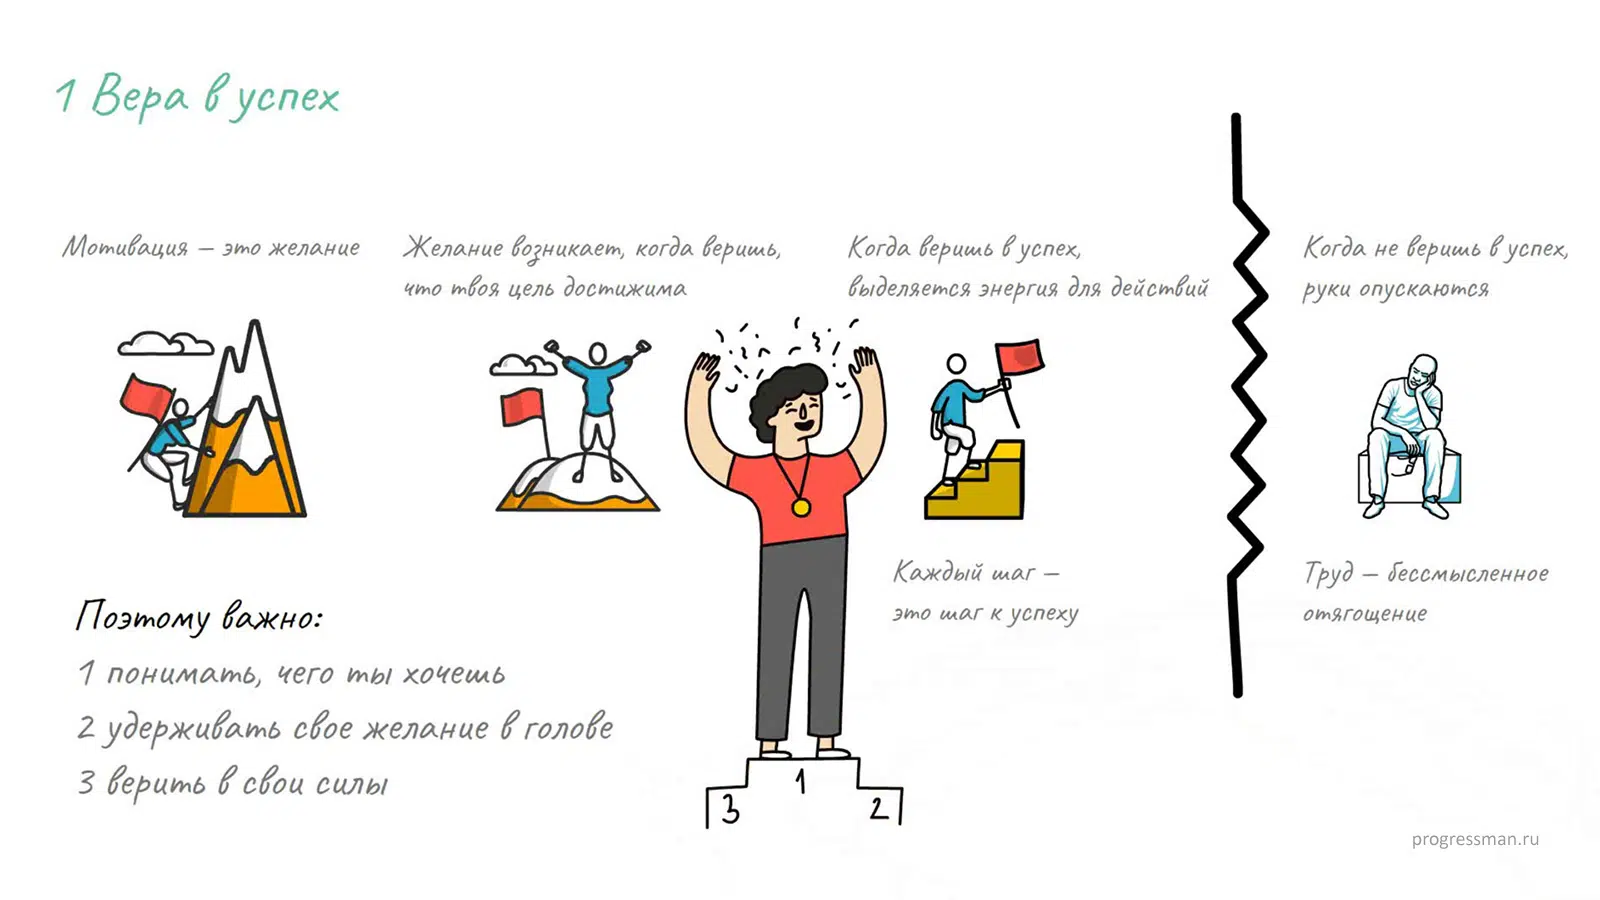 1 Вера в успех
Мотивация – это желание
Желание возникает, когда веришь,
что твоя цель достижима
Когда веришь в успех,
выделяется энергия для действий
Когда не веришь в успех,
руки опускаются
Каждый шаг –
это шаг к успеху
Труд – бессмысленное
отягощение
Поэтому важно:
1 понимать, чего ты хочешь
2 удерживать свое желание в голове
3 верить в свои силы
1
3
2
progressman.ru